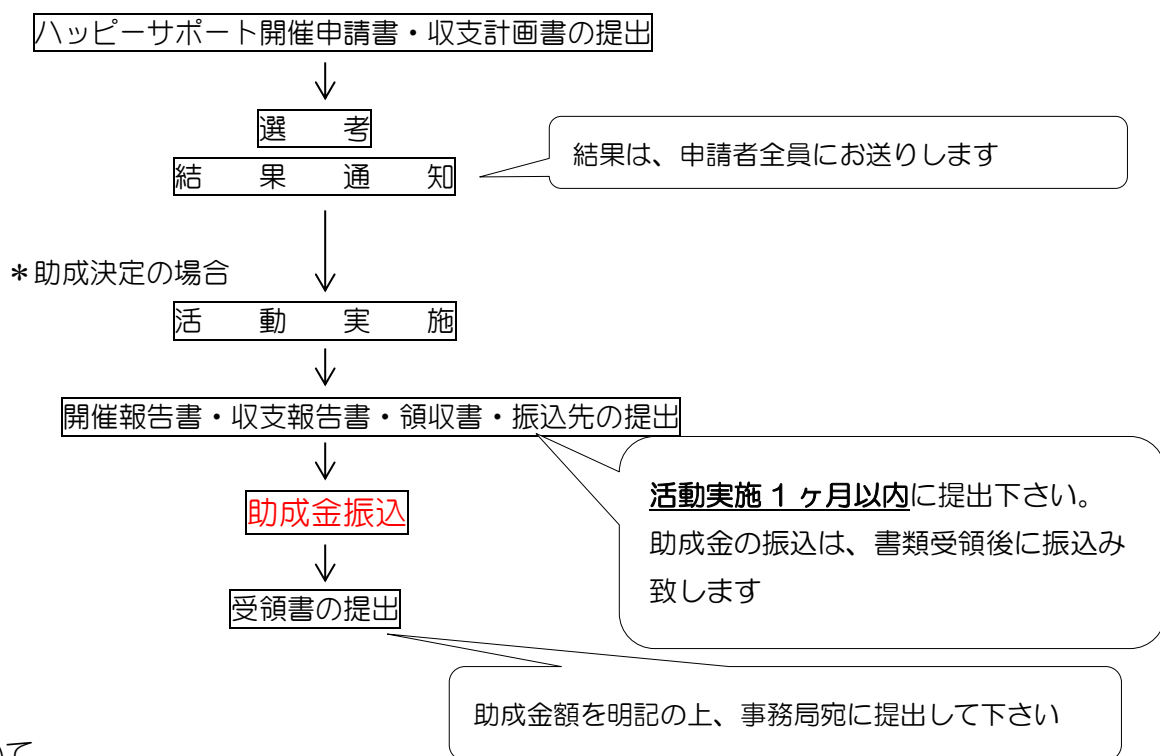 ハッピーサポート開催申請書・収支計画書の提出
選 考
結果は、申請者全員にお送りします
結 果 通 知
＊助成決定の場合
活 動 実 施
開催報告書・収支報告書・領収書・振込先の提出
活動実施 1 ヶ月以内に提出下さい。
助成金の振込は、書類受領後に振込み
致します
助成金振込
受領書の提出
助成金額を明記の上、事務局宛に提出して下さい